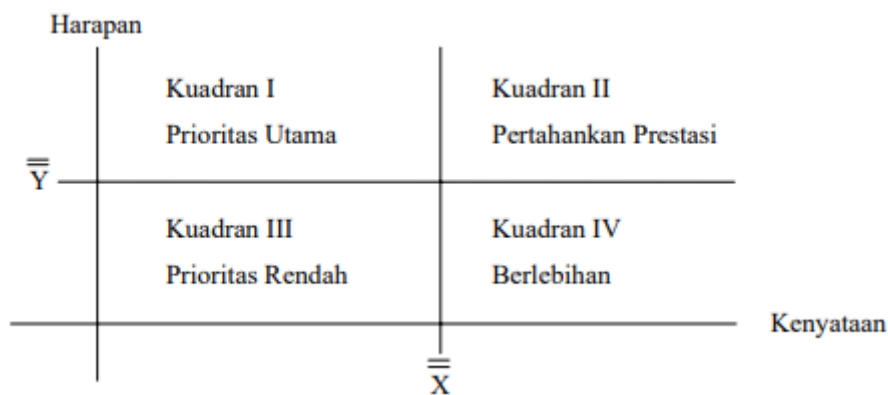 Harapan
Kuadran I
Prioritas Utama
Kuadran II
Pertahankan Prestasi
Y
Kuadran III
Prioritas Rendah
Kuadran IV
Berlebihan
Kenyataan
X